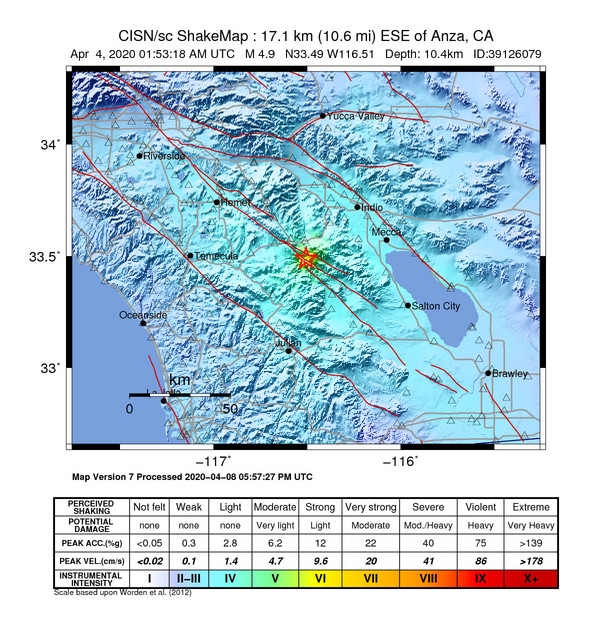 CISN/sc ShakeMap : 17.1 km (10.6 mi) ESE of Anza, CA
Apr 4, 2020 01:53:18 AM UTC M 4.9 N33.49 W116.51 Depth: 10.4km ID:39126079
Yucca Valley
34°
Riverside
Hemet
Indio
Mecca
33.5°
Temecula
Salton City
Oceanside
Julian
33°
Brawley
km
La Jolla
0 50
−117° −116°
Map Version 7 Processed 2020−04−08 05:57:27 PM UTC
PERCEIVED SHAKING Not felt Weak Light Moderate Strong Very strong Severe Violent Extreme
POTENTIAL DAMAGE none none none Very light Light Moderate Mod./Heavy Heavy Very Heavy
PEAK ACC.(%g) <0.05 0.3 2.8 6.2 12 22 40 75 >139
PEAK VEL.(cm/s) <0.02 0.1 1.4 4.7 9.6 20 41 86 >178
INSTRUMENTAL INTENSITY I II−III IV V VI VII VIII IX X+
Scale based upon Worden et al. (2012)